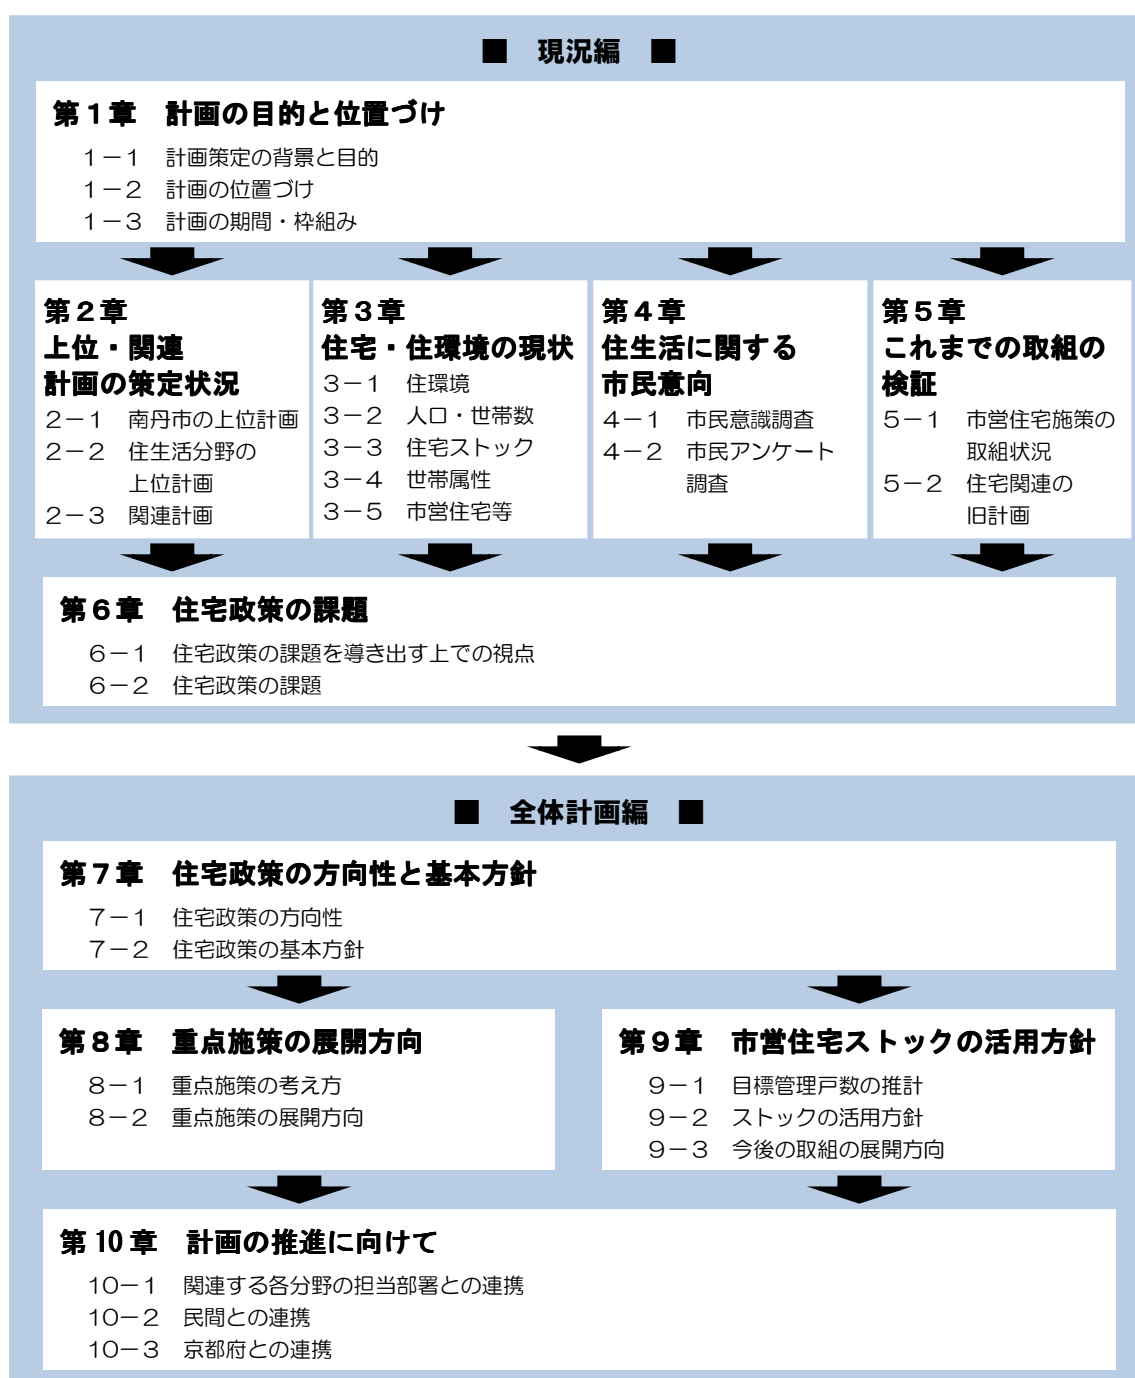 ■　現況編　■
第１章　計画の目的と位置づけ
１－１　計画策定の背景と目的
１－２　計画の位置づけ
１－３　計画の期間・枠組み
第２章
上位・関連
計画の策定状況
２－１　南丹市の上位計画
２－２　住生活分野の
上位計画
２－３　関連計画
第３章
住宅・住環境の現状
３－１　住環境
３－２　人口・世帯数
３－３　住宅ストック
３－４　世帯属性
３－５　市営住宅等
第４章
住生活に関する
市民意向
４－１　市民意識調査
４－２　市民アンケート
調査
第５章
これまでの取組の
検証
５－１　市営住宅施策の
取組状況
５－２　住宅関連の
旧計画
第６章　住宅政策の課題
６－１　住宅政策の課題を導き出す上での視点
６－２　住宅政策の課題
■　全体計画編　■
第７章　住宅政策の方向性と基本方針
７－１　住宅政策の方向性
７－２　住宅政策の基本方針
第８章　重点施策の展開方向
８－１　重点施策の考え方
８－２　重点施策の展開方向
第９章　市営住宅ストックの活用方針
９－１　目標管理戸数の推計
９－２　ストックの活用方針
９－３　今後の取組の展開方向
第10章　計画の推進に向けて
10－１　関連する各分野の担当部署との連携
10－２　民間との連携
10－３　京都府との連携